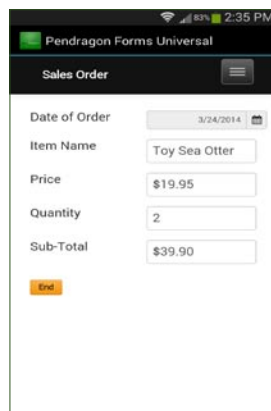 83% 2:35 PM
Pendragon Forms Universal
Sales Order
Date of Order 3/24/2014
Item Name Toy Sea Otter
Price $19.95
Quantity 2
Sub-Total $39.90
End